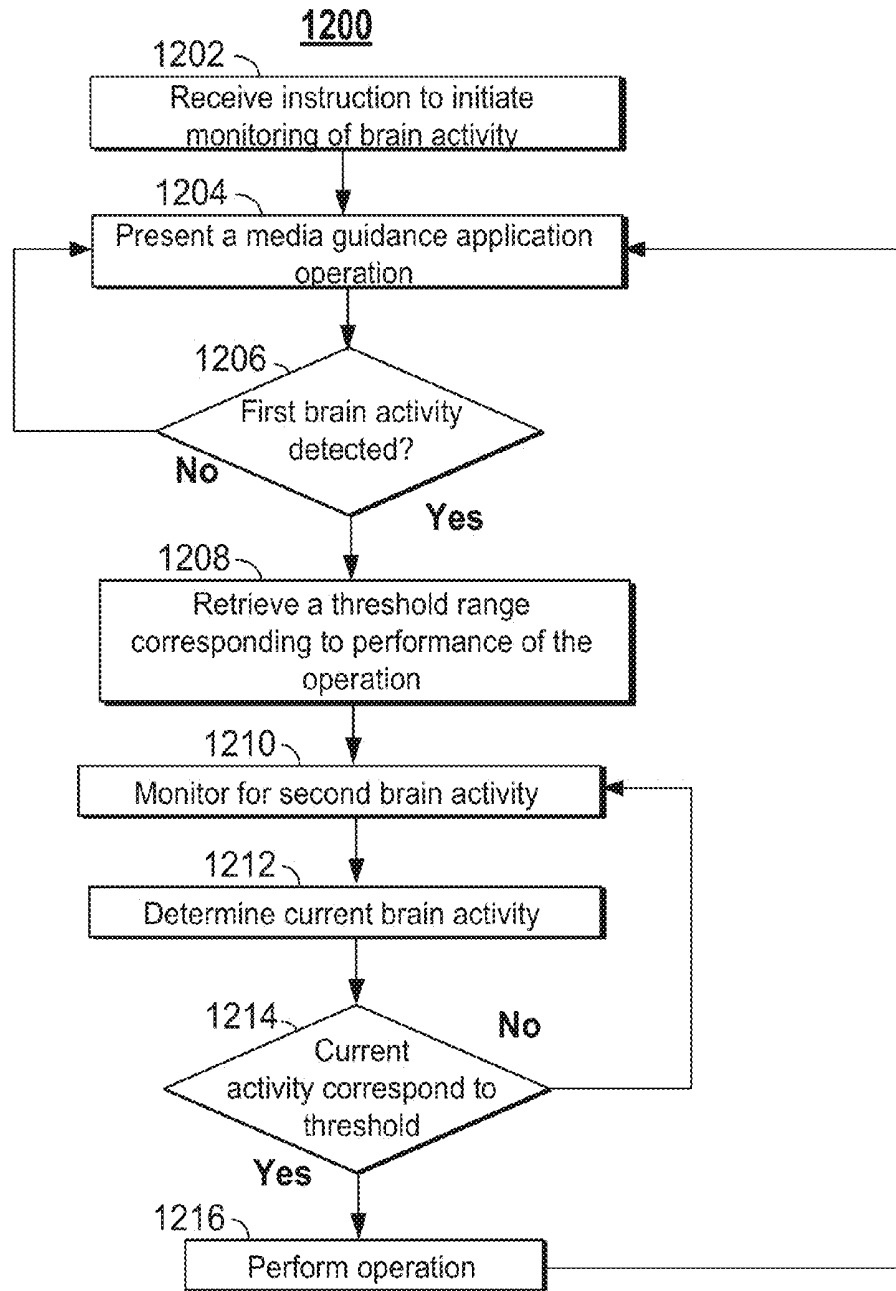 1200
1202
Receive instruction to initiate
monitoring of brain activity
1204
Present a media guidance application
operation
1206
First brain activity
detected?
No
Yes
1208
Retrieve a threshold range
corresponding to performance of the
operation
1210
Monitor for second brain activity
1212
Determine current brain activity
1214
No
Current
activity correspond to
threshold
Yes
1216
Perform operation